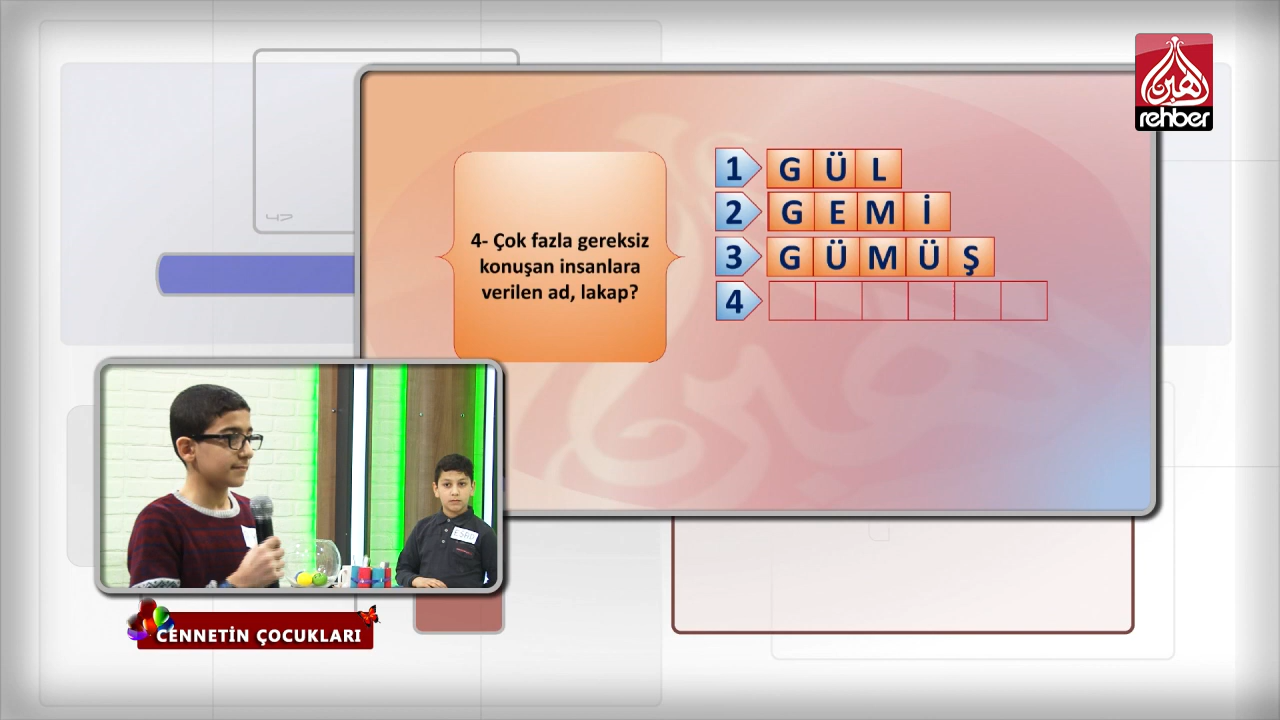 رهبر
rehber
4- Çok fazla gereksiz
konuşan insanlara
verilen ad, lakap?
1 GÜL
2 GEMİ
3 GÜMÜŞ
4
CENNETİN ÇOCUKLARI